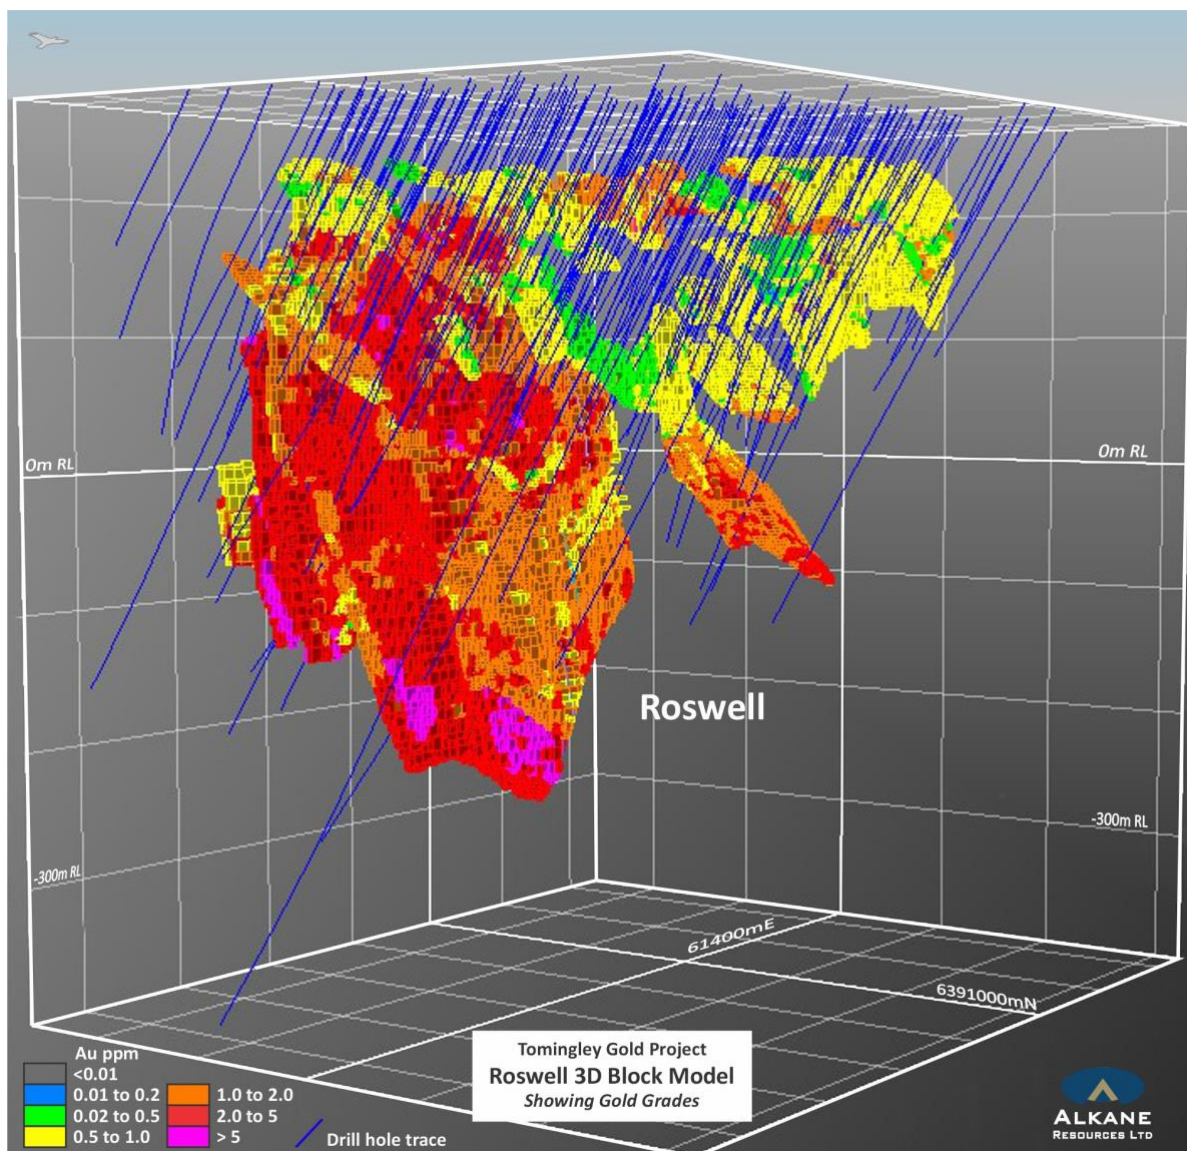 0m RL
0m RL
Roswell
-300m RL
-300m RL
61400mE
6391000mN
Tomingley Gold Project
Roswell 3D Block Model
Showing Gold Grades
Au ppm
<0.01
0.01 to 0.2
0.02 to 0.5
0.5 to 1.0
1.0 to 2.0
2.0 to 5
> 5
Drill hole trace
ALKANE
RESOURCES LTD